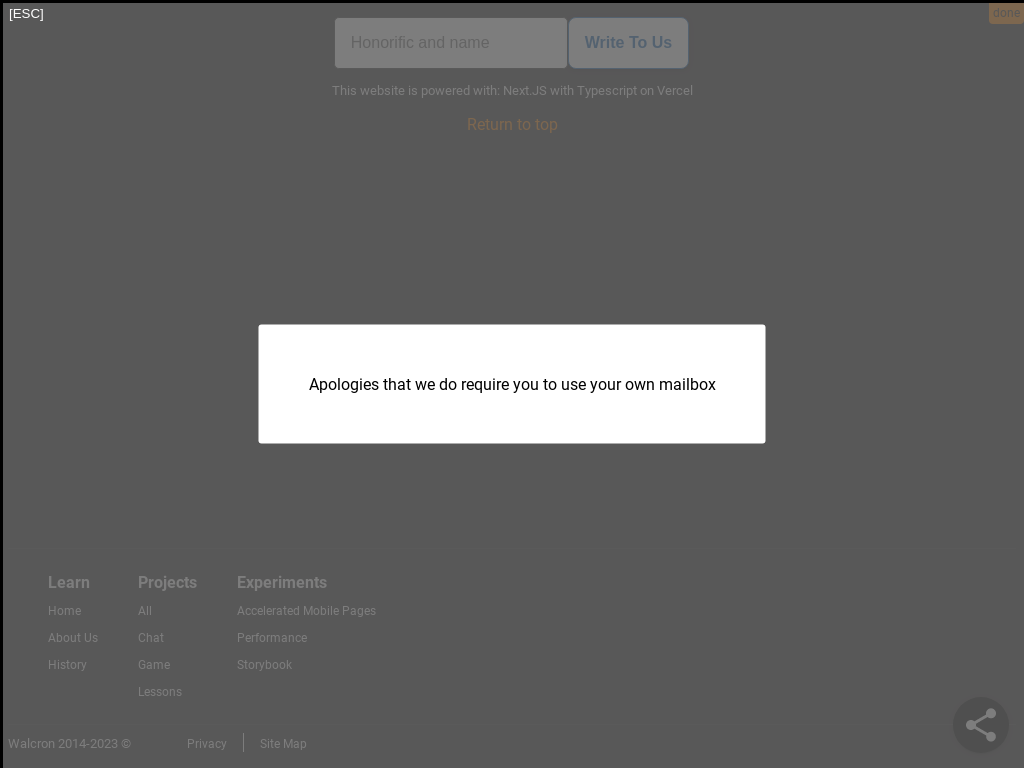 [ESC]
done
Honorific and name
Write To Us
This website is powered with: Next.JS with Typescript on Vercel
Return to top
Apologies that we do require you to use your own mailbox
Learn
Home
About Us
History
Projects
All
Chat
Game
Lessons
Experiments
Accelerated Mobile Pages
Performance
Storybook
Walcron 2014-2023 ©
Privacy
Site Map